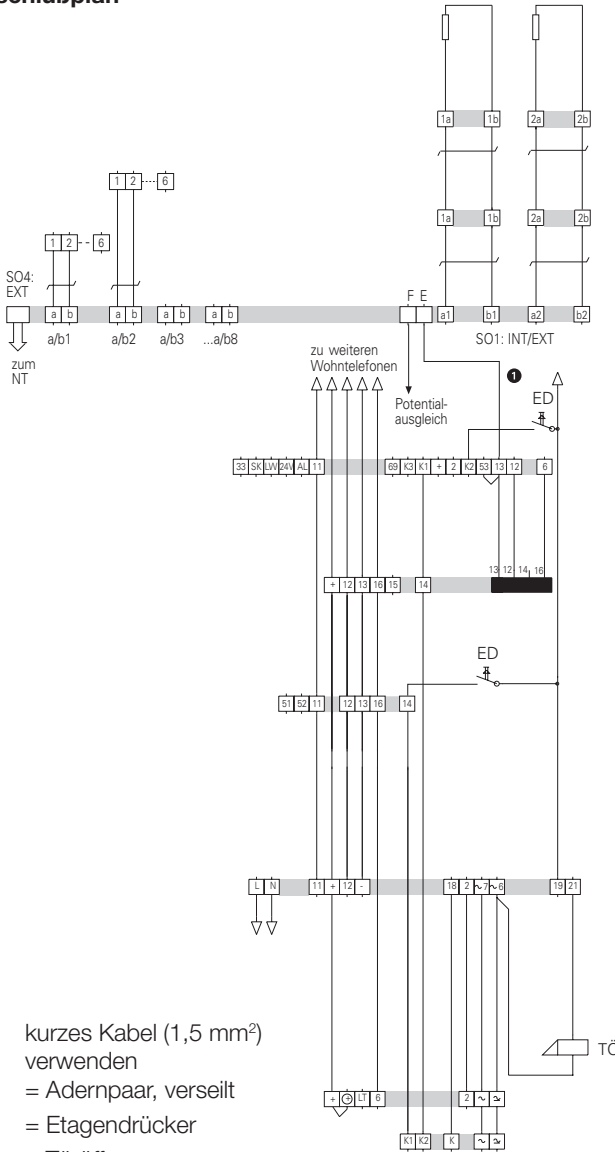 1a 1b 2a 2b
1 2 6
1a 1b 2a 2b
1 2 6
SO4:
EXT
F E
a b a b a b a b a1 b1 a2 b2
a/b1 a/b2 a/b3 ...a/b8
SO1: INT/EXT
zum
NT
zu weiteren
Wohntelefonen
1
Potential-
ausgleich
ED
33 SK LW 24V AL 11 69 K3 K1 + 2 K2 53 13 12 6
13 12 14 16
+ 12 13 16 15 14
ED
51 52 11 12 13 16 14
L N 11 + 12 - 18 2 ~7 ~6 19 21
kurzes Kabel (1,5 mm²)
verwenden
TÖ
= Adernpaar, verseilt
+ + LT 6 2 ~
= Etagendrücker
K1 K2 K ~